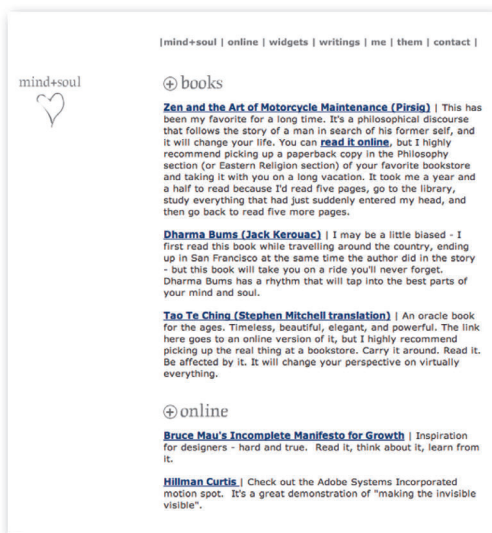 |mind+soul | online | widgets | writings | me | them | contact |
mind+soul
books
Zen and the Art of Motorcycle Maintenance (Pirsig) | This has
been my favorite for a long time. It's a philosophical discourse
that follows the story of a man in search of his former self, and
it will change your life. You can read it online, but I highly
recommend picking up a paperback copy in the Philosophy
section (or Eastern Religion section) of your favorite bookstore
and taking it with you on a long vacation. It took me a year and
a half to read because I'd read five pages, go to the library,
study everything that had just suddenly entered my head, and
then go back to read five more pages.
Dharma Bums (Jack Kerouac) | I may be a little biased - I
first read this book while travelling around the country, ending
up in San Francisco at the same time the author did in the story
- but this book will take you on a ride you'll never forget.
Dharma Bums has a rhythm that will tap into the best parts of
your mind and soul.
Tao Te Ching (Stephen Mitchell translation) | An oracle book
for the ages. Timeless, beautiful, elegant, and powerful. The link
here goes to an online version of it, but I highly recommend
picking up the real thing at a bookstore. Carry it around. Read it.
Be affected by it. It will change your perspective on virtually
everything.
online
Bruce Mau's Incomplete Manifesto for Growth | Inspiration
for designers - hard and true. Read it, think about it, learn from
it.
Hillman Curtis | Check out the Adobe Systems Incorporated
motion spot. It's a great demonstration of "making the invisible
visible".